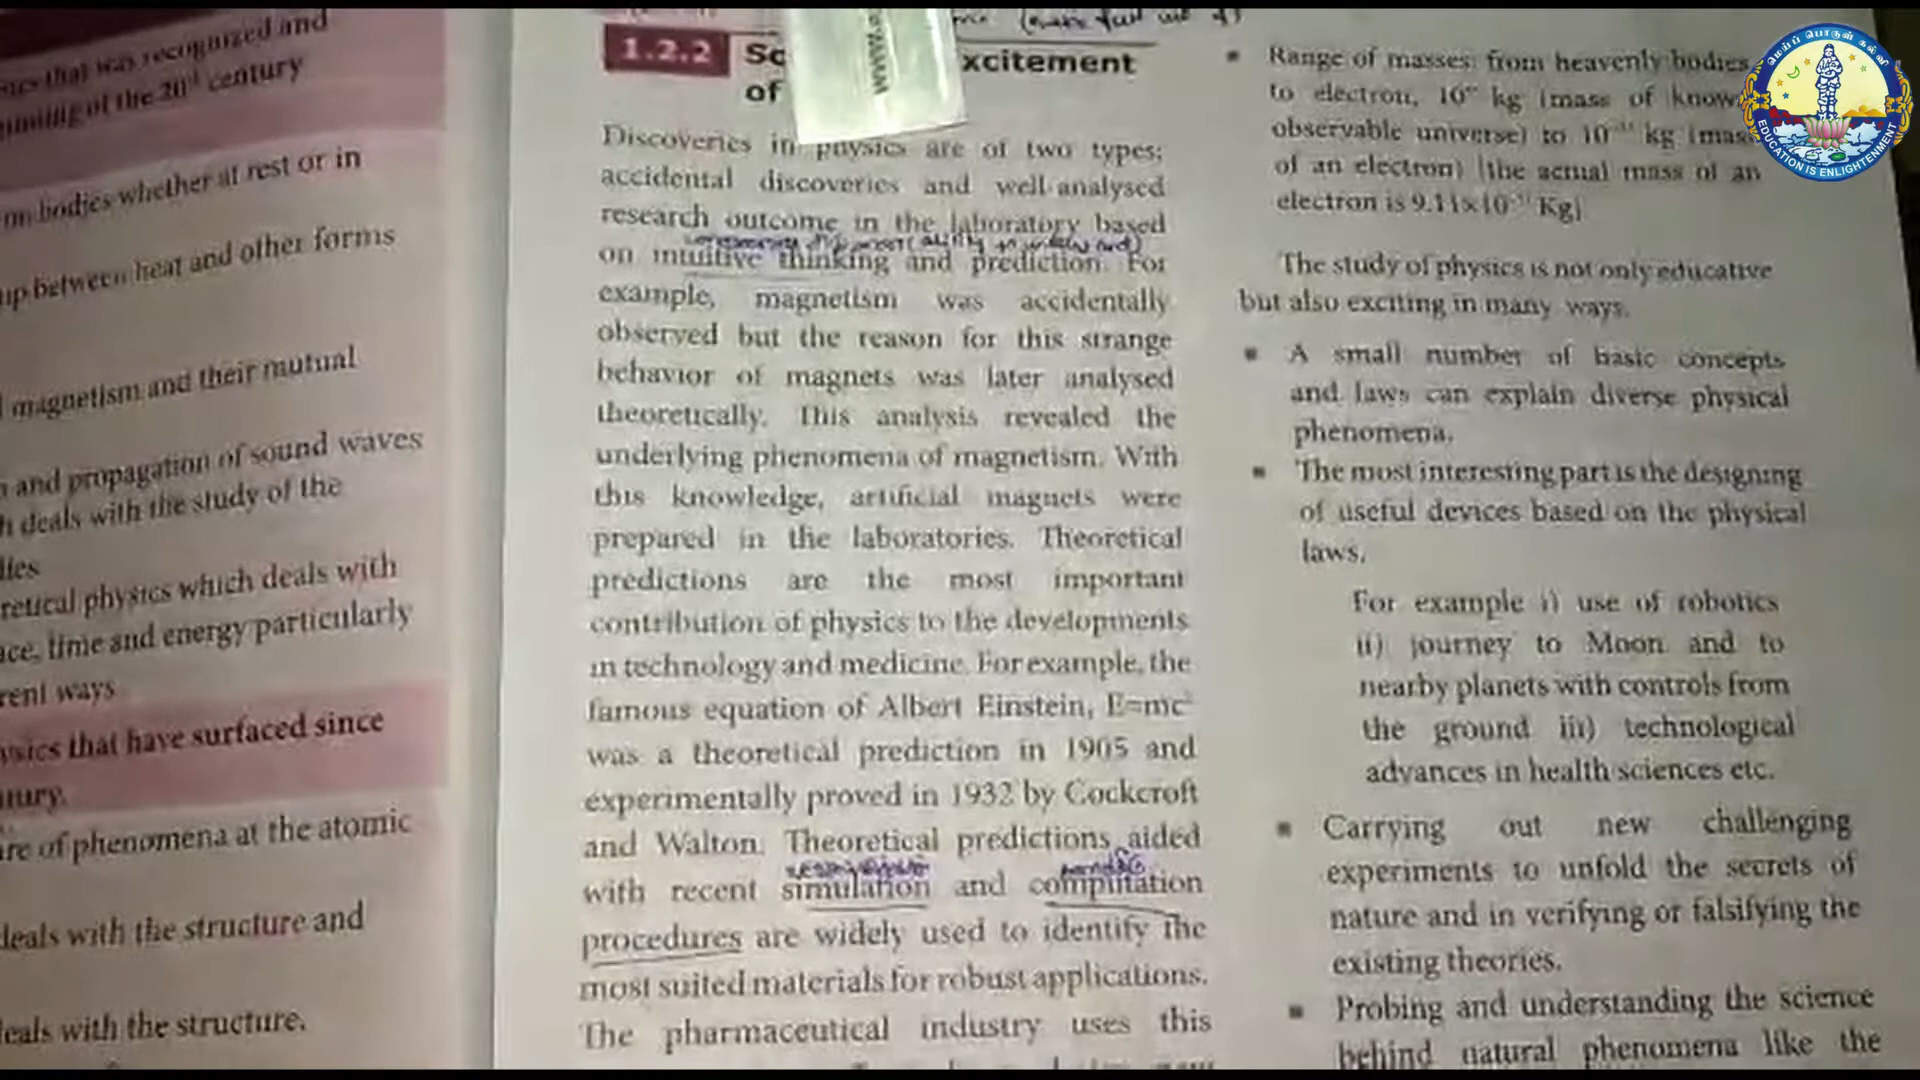 sics that was recognized and
nning of the 20th century
on bodies whether at rest or in
ip between heat and other forms
magnetism and their mutual
n and propagation of sound waves
h deals with the study of the
retical physics which deals with
ace, time and energy particularly
rent ways
ysics that have surfaced since
ntury.
re of phenomena at the atomic
deals with the structure and
deals with the structure.
1.2.2 Sc xcitement
of
Discoveries in physics are of two types;
accidental discoveries and well-analysed
research outcome in the laboratory based
on intuitive thinking and prediction. For
example, magnetism was accidentally
observed but the reason for this strange
behavior of magnets was later analysed
theoretically. This analysis revealed the
underlying phenomena of magnetism. With
this knowledge, artificial magnets were
prepared in the laboratories. Theoretical
predictions are the most important
contribution of physics to the developments
in technology and medicine. For example, the
famous equation of Albert Einstein, E=mc²
was a theoretical prediction in 1905 and
experimentally proved in 1932 by Cockcroft
and Walton. Theoretical predictions aided
with recent simulation and computation
procedures are widely used to identify the
most suited materials for robust applications.
The pharmaceutical industry uses this
Range of masses: from heavenly bodies
to electron, kg (mass of know
observable universe) to kg (mass
of an electron) [the actual mass of an
electron is 9.11×10 Kg]
The study of physics is not only educative
but also exciting in many ways.
A small number of basic concepts
and laws can explain diverse physical
phenomena.
The most interesting part is the designing
of useful devices based on the physical
laws.
For example i) use of robotics
ii) journey to Moon and to
nearby planets with controls from
the ground iii) technological
advances in health sciences etc.
Carrying out new challenging
experiments to unfold the secrets of
nature and in verifying or falsifying the
existing theories.
Probing and understanding the science
behind natural phenomena like the
மெய்ப்பொருள் கல்வி
EDUCATION IS ENLIGHTENMENT